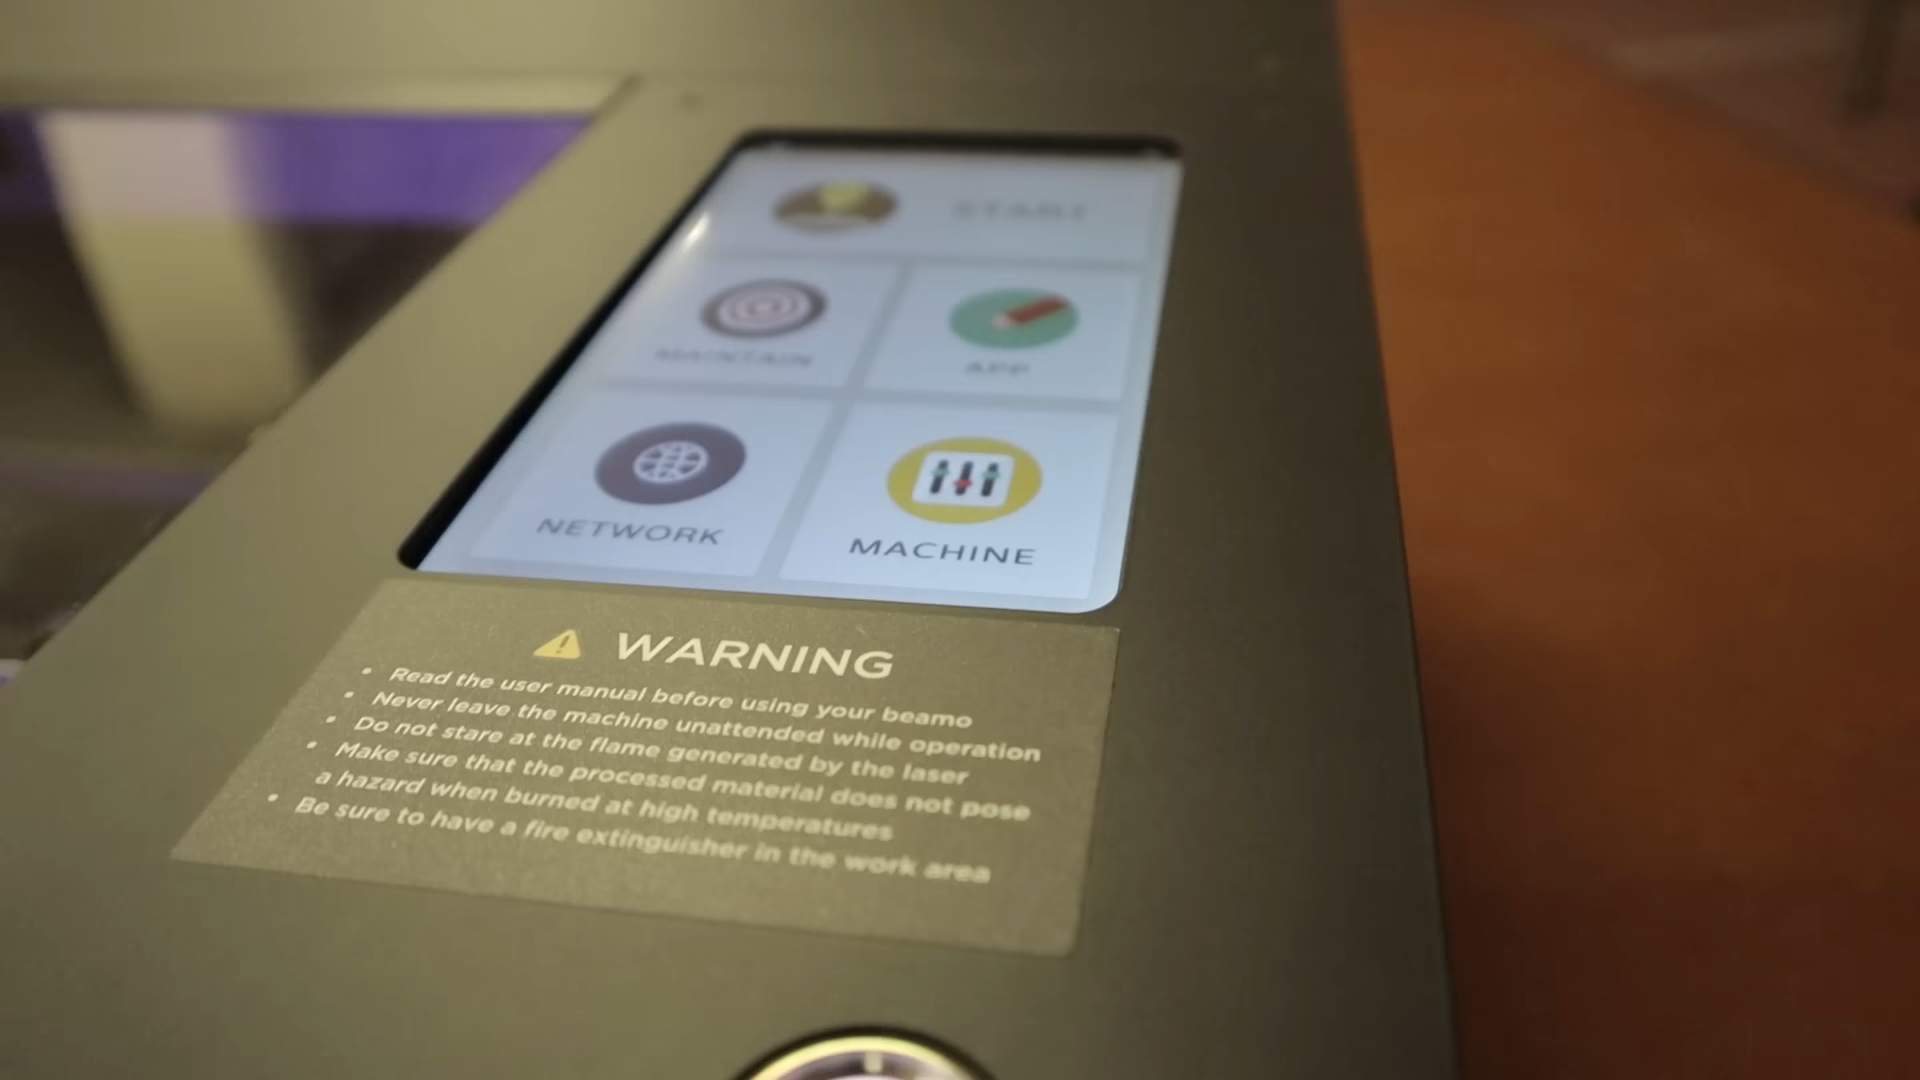 START
MAINTAIN APP
NETWORK MACHINE
WARNING
• Read the user manual before using your beamo
• Never leave the machine unattended while operation
• Do not stare at the flame generated by the laser
• Make sure that the processed material does not pose
a hazard when burned at high temperatures
• Be sure to have a fire extinguisher in the work area